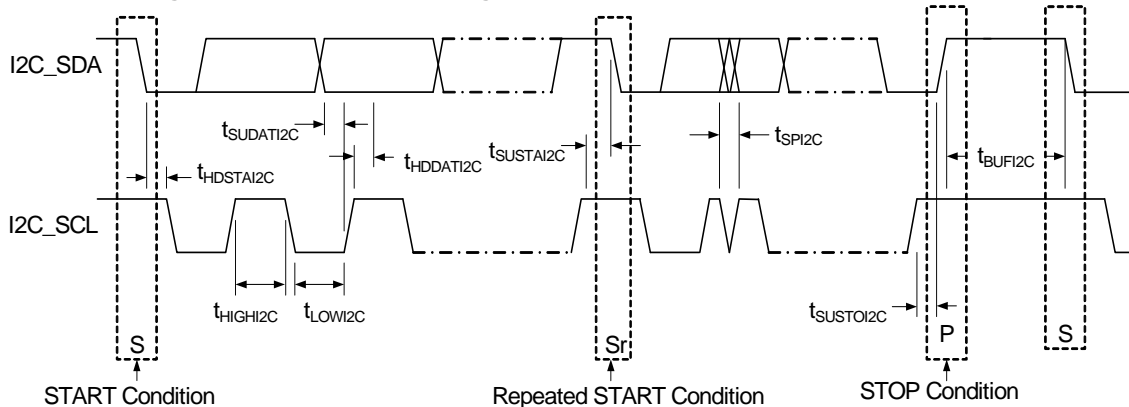 I2C_SDA
tSUDATI2C
tHDSTAI2C
tHDDATI2C
tSUSTAI2C
tSPI2C
tBUFI2C
I2C_SCL
tHIGHI2C
tLOWI2C
tSUSTOI2C
S
Sr
P
S
START Condition
Repeated START Condition
STOP Condition